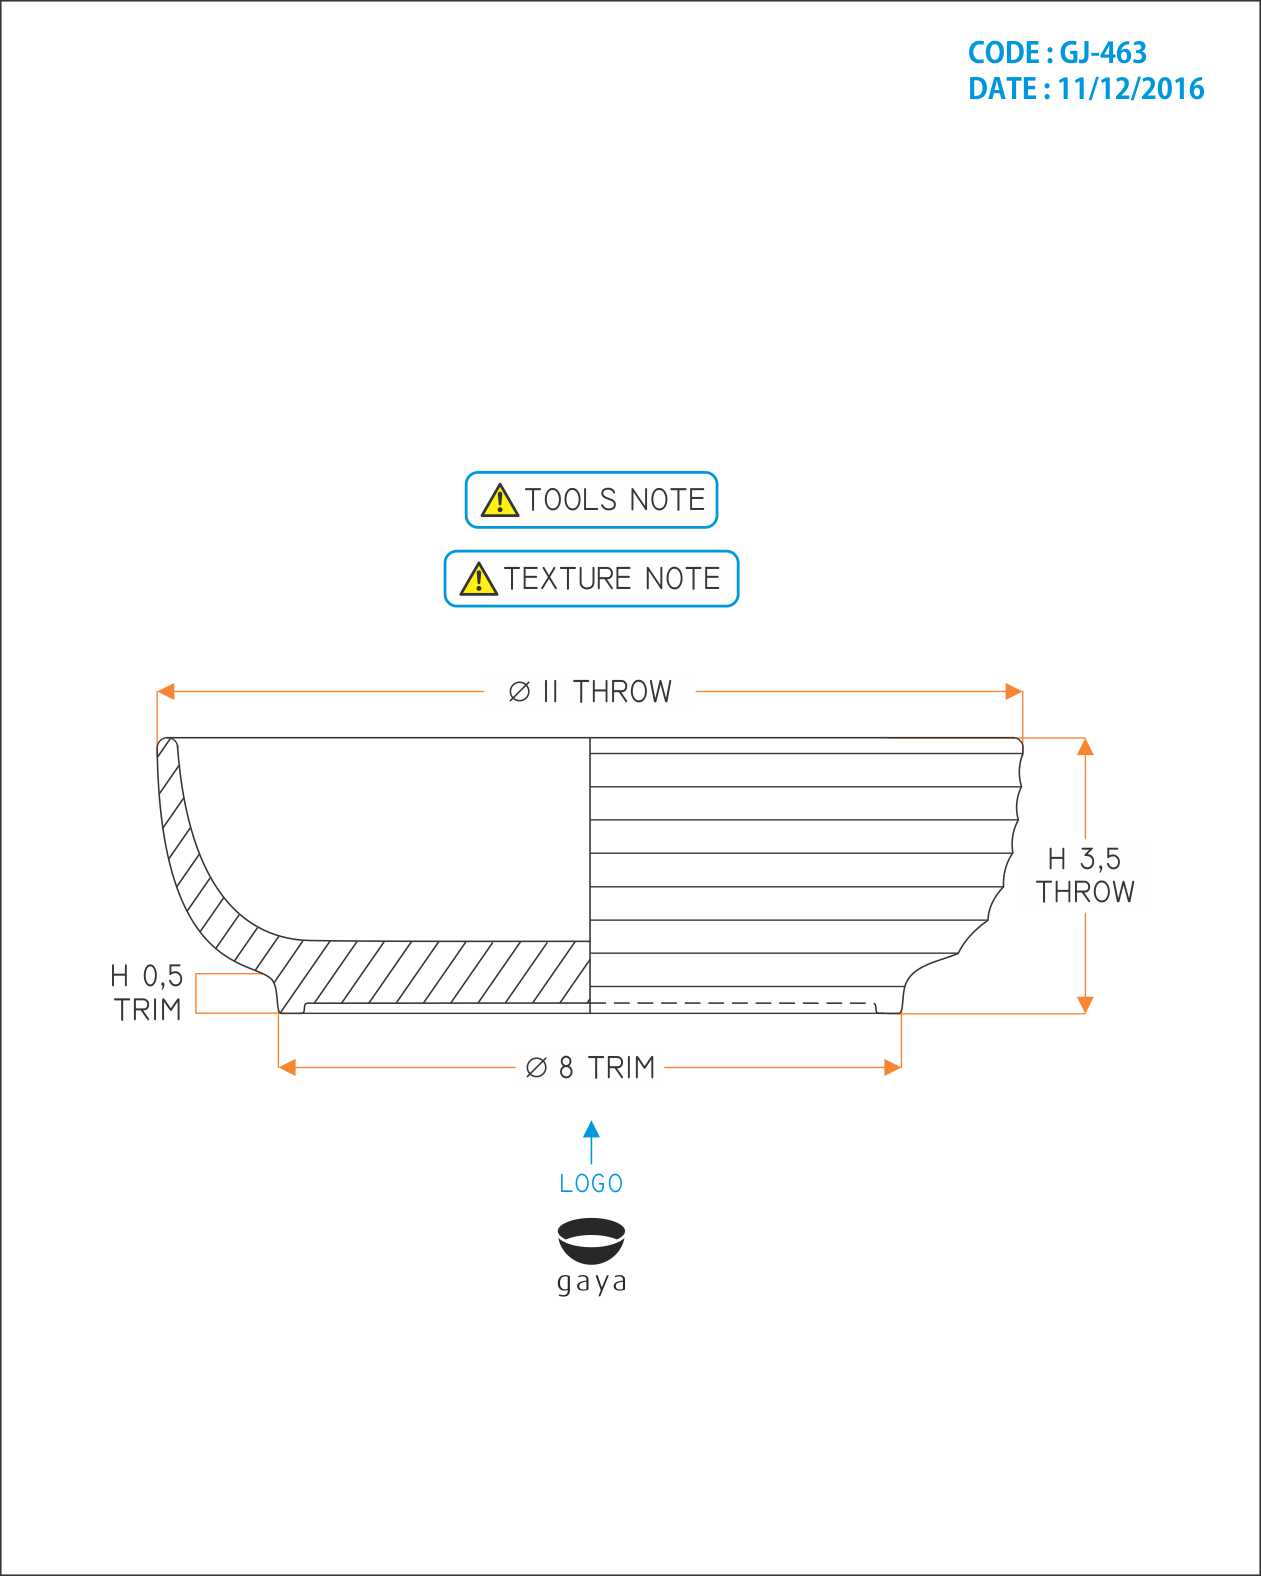 CODE : GJ-463
DATE : 11/12/2016
TOOLS NOTE
TEXTURE NOTE
∅ 11 THROW
H 3,5
THROW
H 0,5
TRIM
∅ 8 TRIM
LOGO
gaya